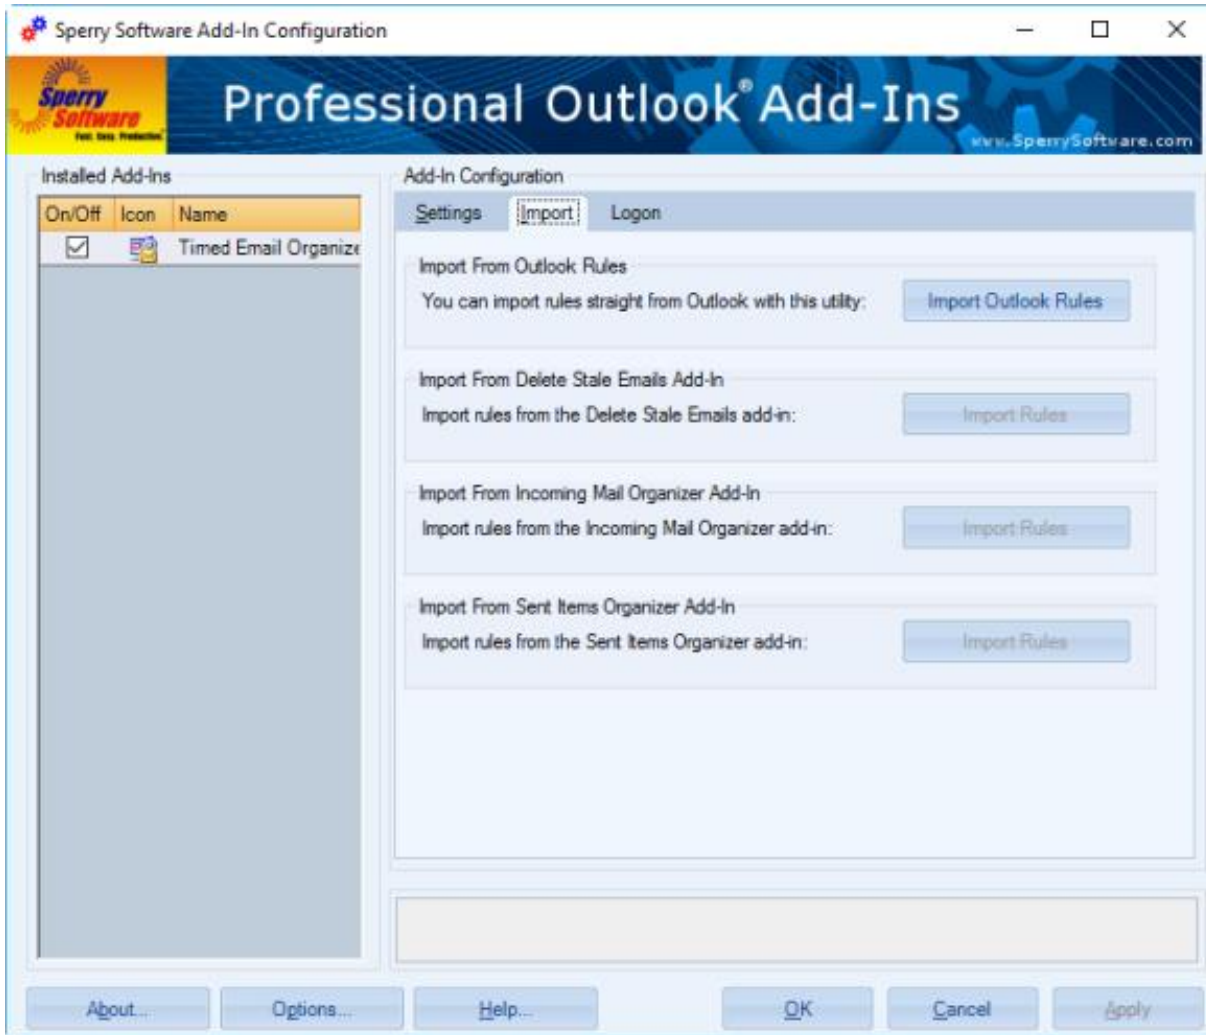 Sperry Software Add-In Configuration
Sperry
Software
Fast. Easy. Productive.
Professional Outlook® Add-Ins
www.SperrySoftware.com
Installed Add-Ins
On/Off Icon Name
Timed Email Organize
Add-In Configuration
Settings Import Logon
Import From Outlook Rules
You can import rules straight from Outlook with this utility:
Import Outlook Rules
Import From Delete Stale Emails Add-In
Import rules from the Delete Stale Emails add-in:
Import Rules
Import From Incoming Mail Organizer Add-In
Import rules from the Incoming Mail Organizer add-in:
Import Rules
Import From Sent Items Organizer Add-In
Import rules from the Sent Items Organizer add-in:
Import Rules
About... Options... Help... OK Cancel Apply